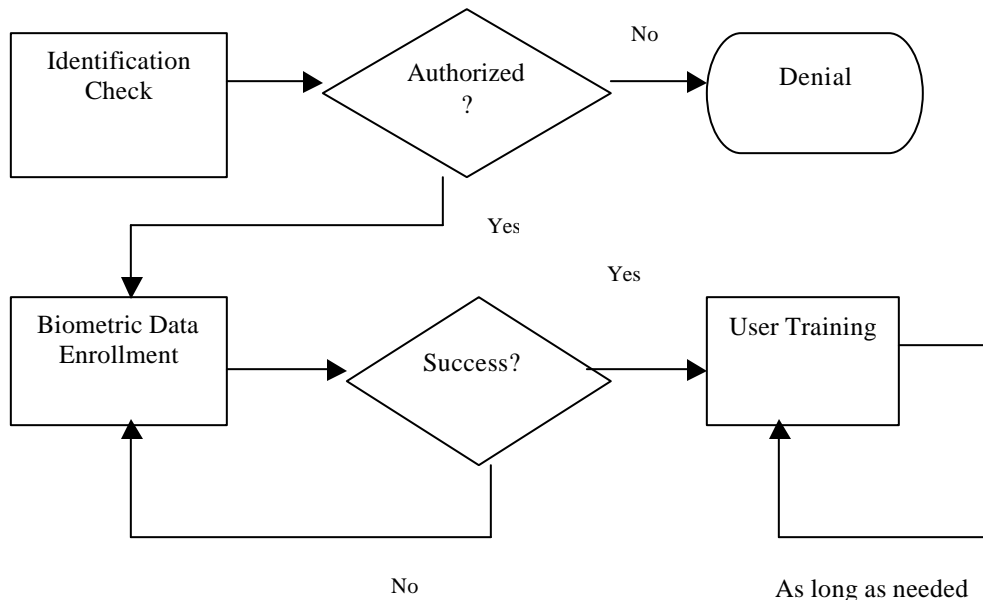 Identification
Check
Authorized
?
No
Denial
Yes
Yes
Biometric Data
Enrollment
Success?
User Training
No
As long as needed